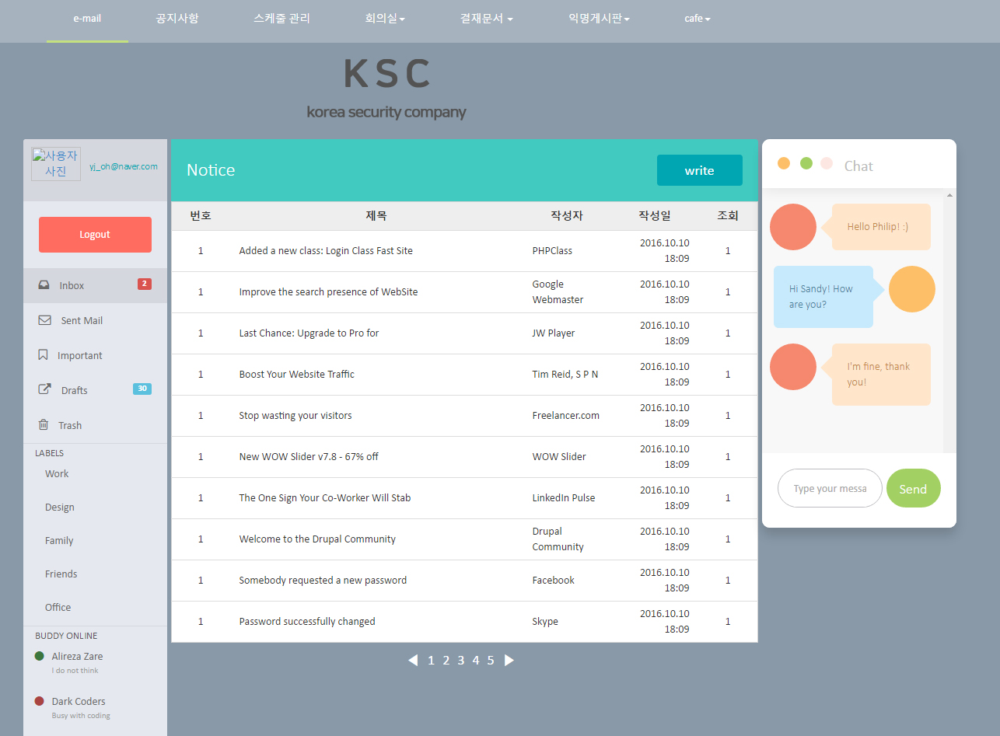 e-mail 공지사항 스케줄 관리 회의실 결재문서 익명게시판 cafe
KSC
korea security company
사용자
사진
yj_oh@naver.com
Logout
Inbox 2
Sent Mail
Important
Drafts 30
Trash
LABELS
Work
Design
Family
Friends
Office
BUDDY ONLINE
Alireza Zare
I do not think
Dark Coders
Busy with coding
Notice write
번호 제목 작성자 작성일 조회
1 Added a new class: Login Class Fast Site PHPClass 2016.10.10 1
18:09
1 Improve the search presence of WebSite Google 2016.10.10 1
Webmaster 18:09
1 Last Chance: Upgrade to Pro for JW Player 2016.10.10 1
18:09
1 Boost Your Website Traffic Tim Reid, S P N 2016.10.10 1
18:09
1 Stop wasting your visitors Freelancer.com 2016.10.10 1
18:09
1 New WOW Slider v7.8 - 67% off WOW Slider 2016.10.10 1
18:09
1 The One Sign Your Co-Worker Will Stab LinkedIn Pulse 2016.10.10 1
18:09
1 Welcome to the Drupal Community Drupal 2016.10.10 1
Community 18:09
1 Somebody requested a new password Facebook 2016.10.10 1
18:09
1 Password successfully changed Skype 2016.10.10 1
18:09
1 2 3 4 5
Chat
Hello Philip! :)
Hi Sandy! How
are you?
I'm fine, thank
you!
Type your messa Send